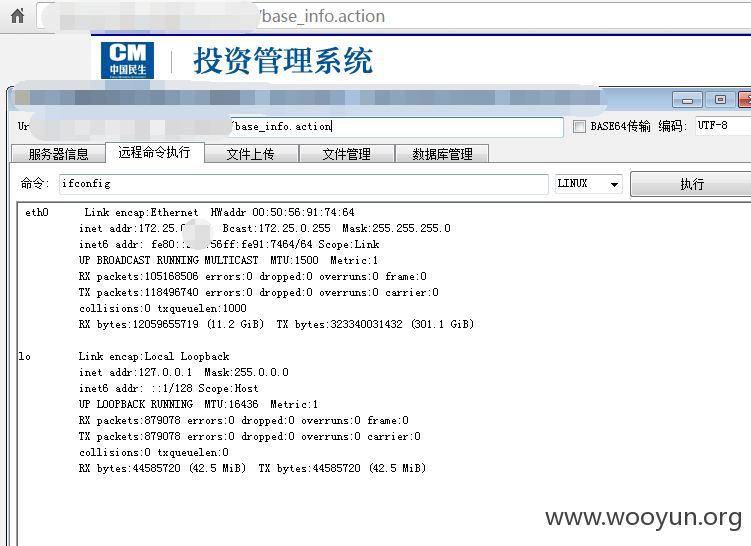 /base_info.action
CM
中国民生
投资管理系统
/base_info.action
BASE64传输 编码: UTF-8
服务器信息 远程命令执行 文件上传 文件管理 数据库管理
命令: ifconfig LINUX 执行
eth0 Link encap:Ethernet HWaddr 00:50:56:91:74:64
inet addr:172.25.0 Bcast:172.25.0.255 Mask:255.255.255.0
inet6 addr: fe80:: :56ff:fe91:7464/64 Scope:Link
UP BROADCAST RUNNING MULTICAST MTU:1500 Metric:1
RX packets:105168506 errors:0 dropped:0 overruns:0 frame:0
TX packets:118496740 errors:0 dropped:0 overruns:0 carrier:0
collisions:0 txqueuelen:1000
RX bytes:12059655719 (11.2 GiB) TX bytes:323340031432 (301.1 GiB)
lo Link encap:Local Loopback
inet addr:127.0.0.1 Mask:255.0.0.0
inet6 addr: ::1/128 Scope:Host
UP LOOPBACK RUNNING MTU:16436 Metric:1
RX packets:879078 errors:0 dropped:0 overruns:0 frame:0
TX packets:879078 errors:0 dropped:0 overruns:0 carrier:0
collisions:0 txqueuelen:0
RX bytes:44585720 (42.5 MiB) TX bytes:44585720 (42.5 MiB)
www.wooyun.org